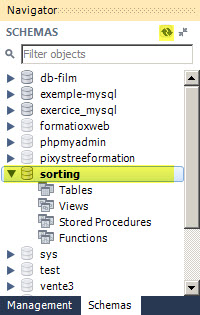 Navigator
SCHEMAS
Filter objects
db-film
exemple-mysql
exercice_mysql
formatioxweb
phpmyadmin
pixystreeformation
sorting
Tables
Views
Stored Procedures
Functions
sys
test
vente3
Management Schemas